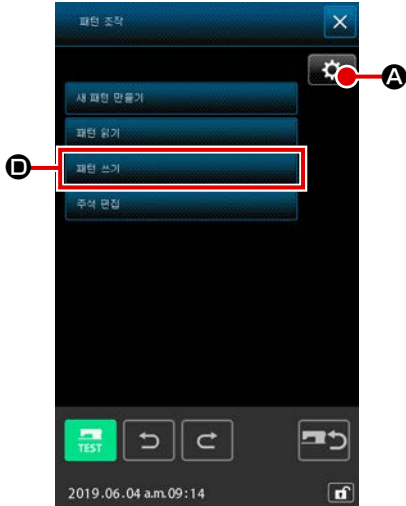 패턴 조작
A
새 패턴 만들기
패턴 읽기
D
패턴 쓰기
주석 편집
TEST
2019.06.04 a.m.09:14